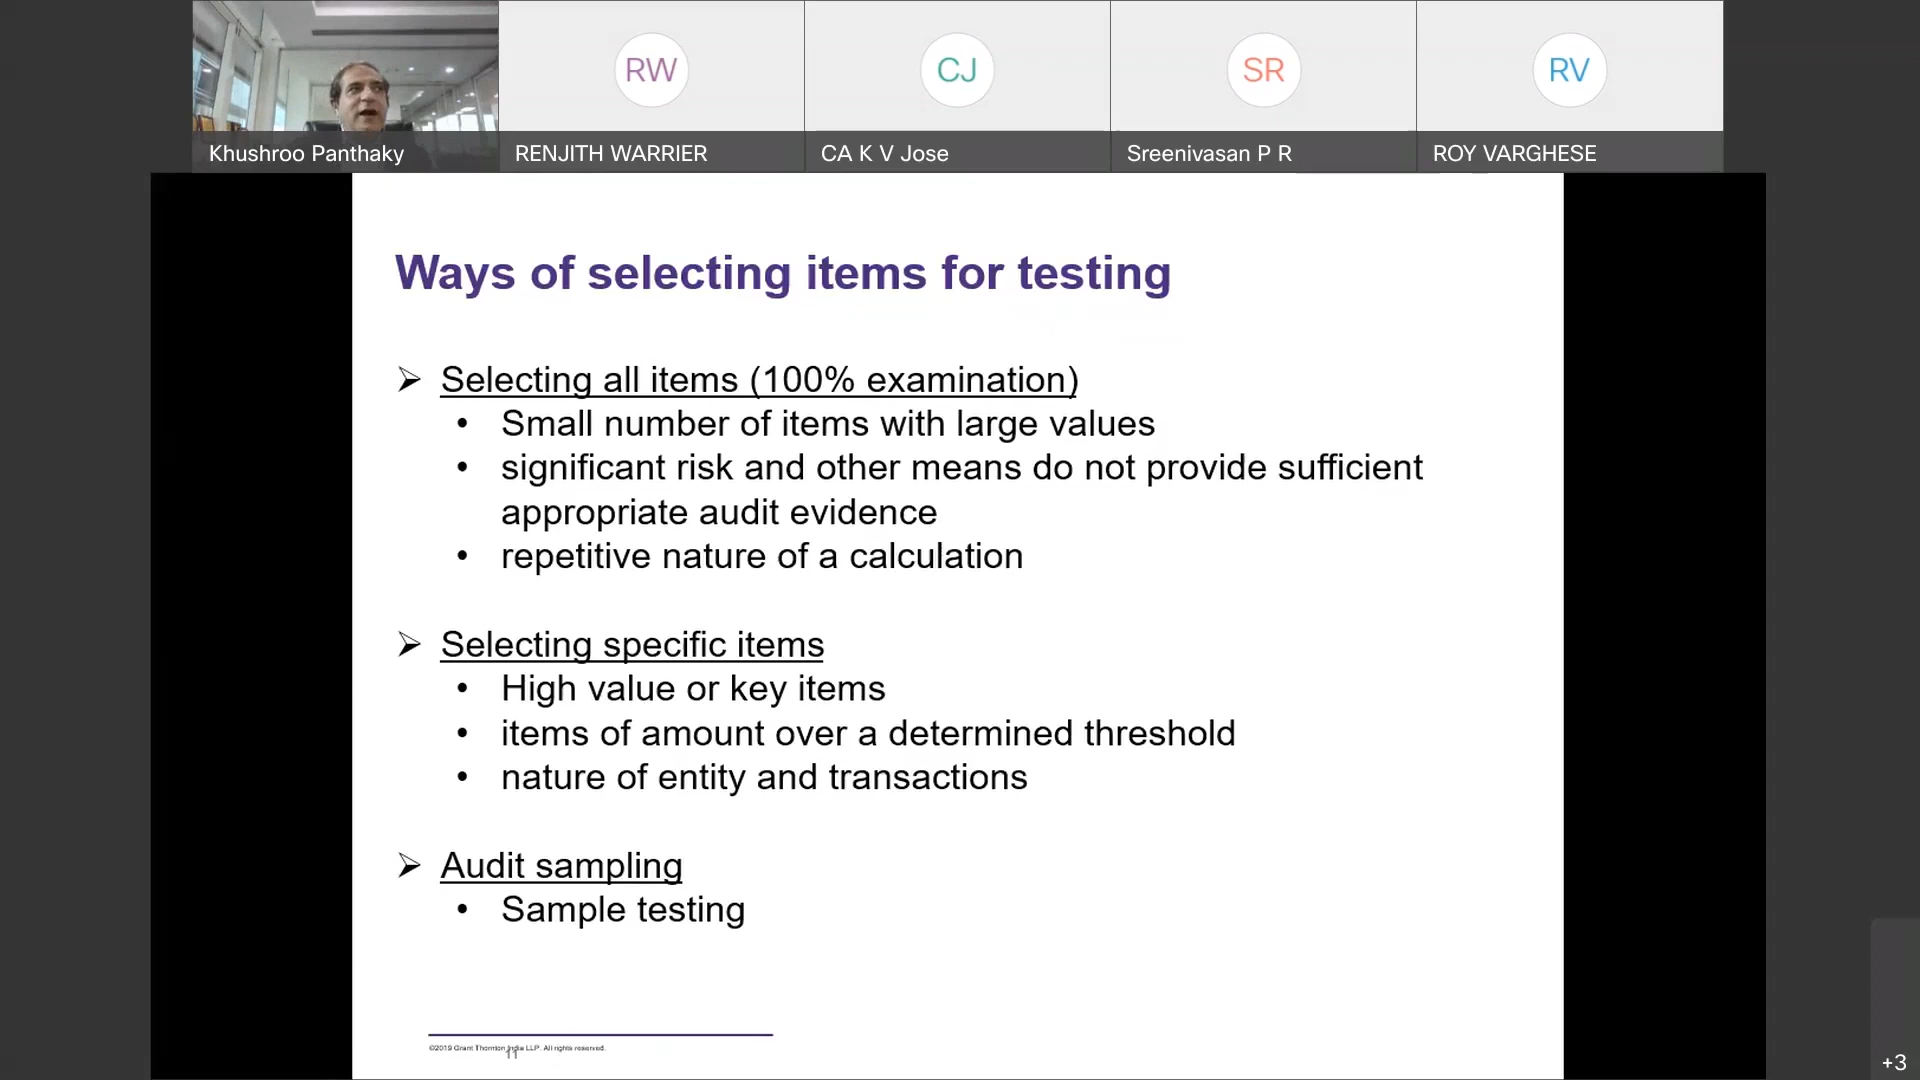 RW
CJ
SR
RV
Khushroo Panthaky
RENJITH WARRIER
CA K V Jose
Sreenivasan P R
ROY VARGHESE
Ways of selecting items for testing
➢ Selecting all items (100% examination)
• Small number of items with large values
• significant risk and other means do not provide sufficient
appropriate audit evidence
• repetitive nature of a calculation
➢ Selecting specific items
• High value or key items
• items of amount over a determined threshold
• nature of entity and transactions
➢ Audit sampling
• Sample testing
©2019 Grant Thornton India LLP. All rights reserved.
11
+3